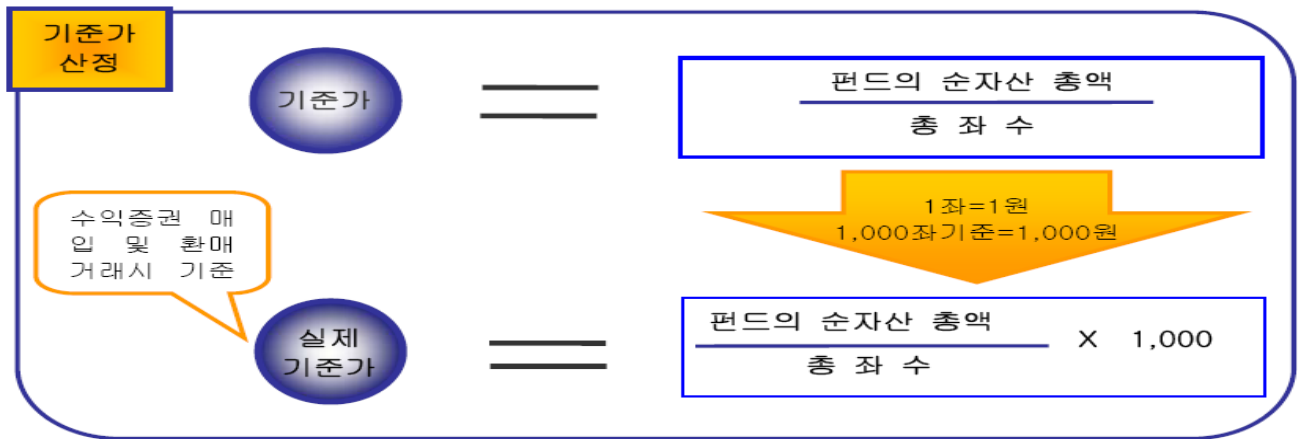 기준가
산정
기준가
펀드의 순자산 총액
총 좌 수
1좌=1원
1,000좌기준=1,000원
수익증권 매
입 및 환매
거래시 기준
실제
기준가
펀드의 순자산 총액
X 1,000
총 좌 수